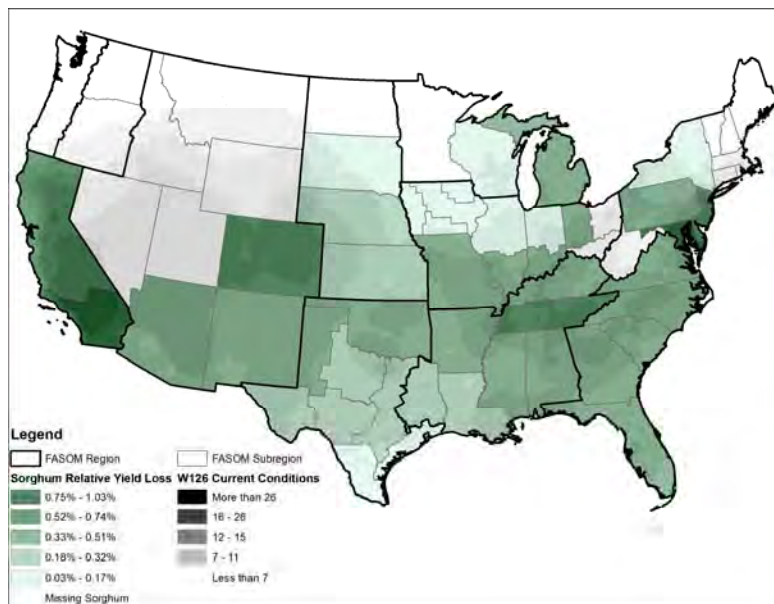 Legend
FASOM Region
FASOM Subregion
Sorghum Relative Yield Loss
W126 Current Conditions
0.75% - 1.03%
More than 26
0.52% - 0.74%
16 - 26
0.33% - 0.51%
12 - 15
0.18% - 0.32%
7 - 11
0.03% - 0.17%
Less than 7
Missing Sorghum